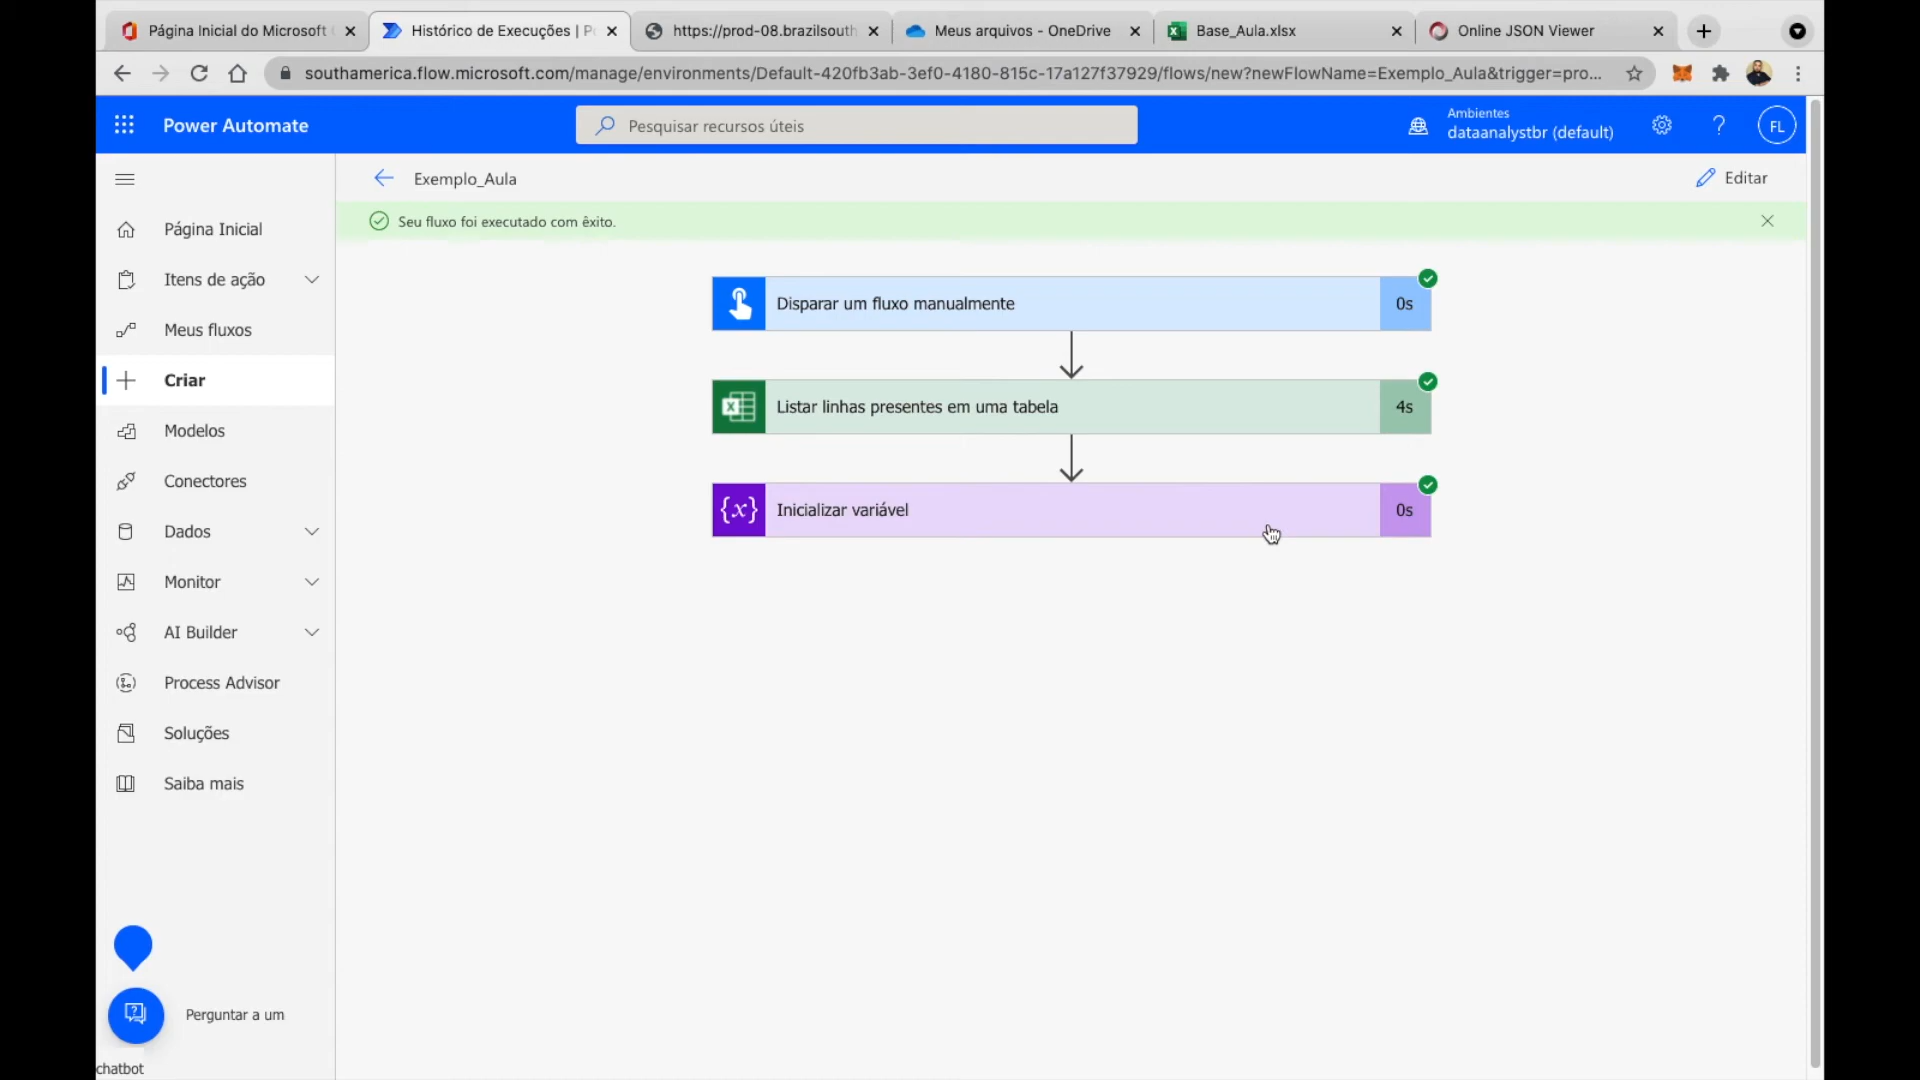 Página Inicial do Microsoft
Histórico de Execuções | P
https://prod-08.brazilsouth
Meus arquivos - OneDrive
Base_Aula.xlsx
Online JSON Viewer
southamerica.flow.microsoft.com/manage/environments/Default-420fb3ab-3ef0-4180-815c-17a127f37929/flows/new?newFlowName=Exemplo_Aula&trigger=pro...
Power Automate
Pesquisar recursos úteis
Ambientes
dataanalystbr (default)
?
FL
Exemplo_Aula
Editar
Seu fluxo foi executado com êxito.
Página Inicial
Itens de ação
Meus fluxos
Criar
Modelos
Conectores
Dados
Monitor
AI Builder
Process Advisor
Soluções
Saiba mais
Disparar um fluxo manualmente
0s
Listar linhas presentes em uma tabela
4s
{x}
Inicializar variável
0s
Perguntar a um
chatbot